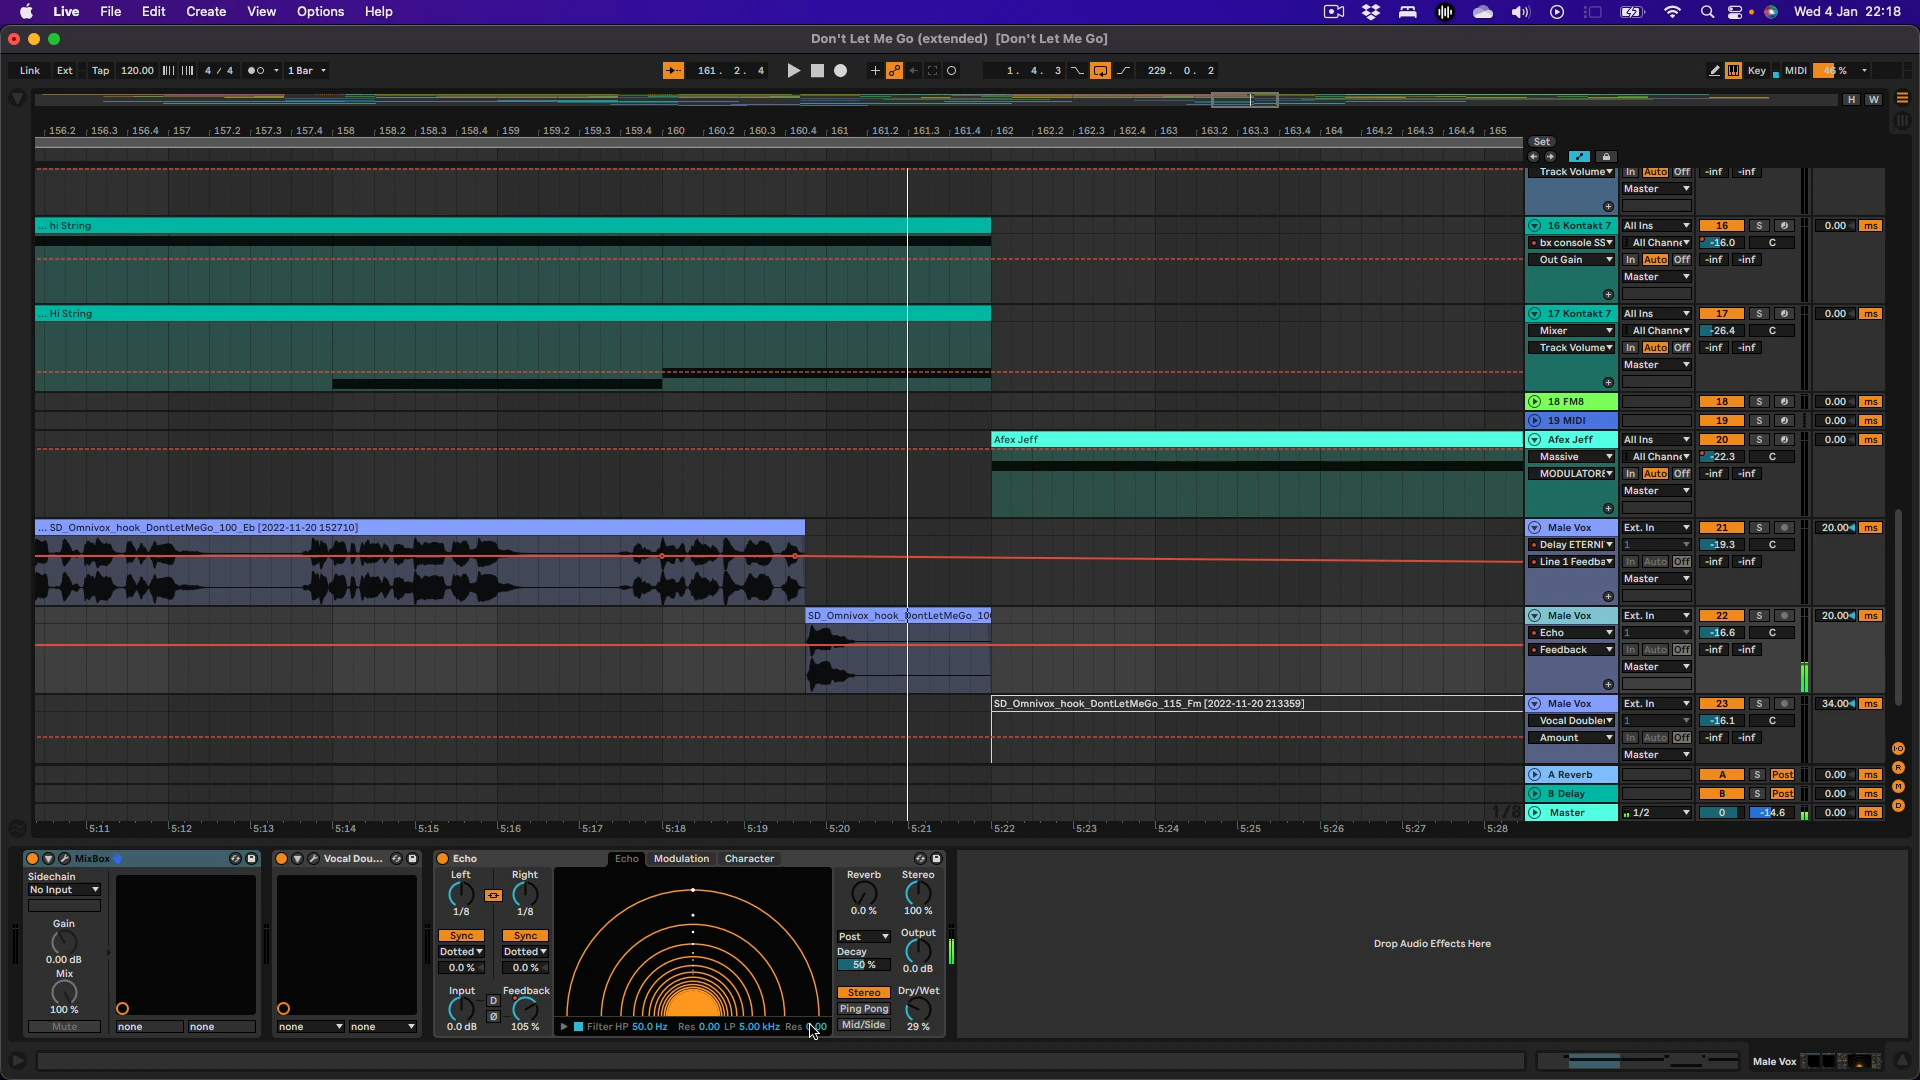 Live File Edit Create View Options Help Wed 4 Jan 22:18
Don't Let Me Go (extended) [Don't Let Me Go]
Link Ext Tap 120.00 4 / 4 1 Bar 161. 2. 4 1. 4. 3 229. 0. 2 Key MIDI 46 %
H W
156.2 156.3 156.4 157 157.2 157.3 157.4 158 158.2 158.3 158.4 159 159.2 159.3 159.4 160 160.2 160.3 160.4 161 161.2 161.3 161.4 162 162.2 162.3 162.4 163 163.2 163.3 163.4 164 164.2 164.3 164.4 165
Set
Track Volume In Auto Off -inf -inf
Master
... hi String 16 Kontakt 7 All Ins 16 S 0.00 ms
bx console SS All Channe -16.0 C
Out Gain In Auto Off -inf -inf
Master
... Hi String 17 Kontakt 7 All Ins 17 S 0.00 ms
Mixer All Channe -26.4 C
Track Volume In Auto Off -inf -inf
Master
18 FM8 18 S 0.00 ms
19 MIDI 19 S 0.00 ms
Afex Jeff Afex Jeff All Ins 20 S 0.00 ms
Massive All Channe -22.3 C
MODULATORE In Auto Off -inf -inf
Master
... SD_Omnivox_hook_DontLetMeGo_100_Eb [2022-11-20 152710] Male Vox Ext. In 21 S 20.00 ms
Delay ETERNI 1 -19.3 C
Line 1 Feedba In Auto Off -inf -inf
Master
SD_Omnivox_hook_DontLetMeGo_10 Male Vox Ext. In 22 S 20.00 ms
Echo 1 -16.6 C
Feedback In Auto Off -inf -inf
Master
SD_Omnivox_hook_DontLetMeGo_115_Fm [2022-11-20 213359] Male Vox Ext. In 23 S 34.00 ms
Vocal Double 1 -16.1 C
Amount In Auto Off -inf -inf
Master
A Reverb A S Post 0.00 ms
B Delay B S Post 0.00 ms
1/8 Master 1/2 0 -14.6 0.00 ms
5:11 5:12 5:13 5:14 5:15 5:16 5:17 5:18 5:19 5:20 5:21 5:22 5:23 5:24 5:25 5:26 5:27 5:28
MixBox Vocal Dou... Echo Echo Modulation Character
Sidechain Left Right Reverb Stereo
No Input 1/8 1/8 0.0 % 100 %
Gain Sync Sync Post Output
0.00 dB Dotted Dotted Decay
0.0 % 0.0 % 50 % 0.0 dB
Mix Input D Feedback Stereo Dry/Wet
100 % Ø Ping Pong
Mute none none none none 0.0 dB 105 % Filter HP 50.0 Hz Res 0.00 LP 5.00 kHz Res Mid/Side 29 %
Drop Audio Effects Here
Male Vox